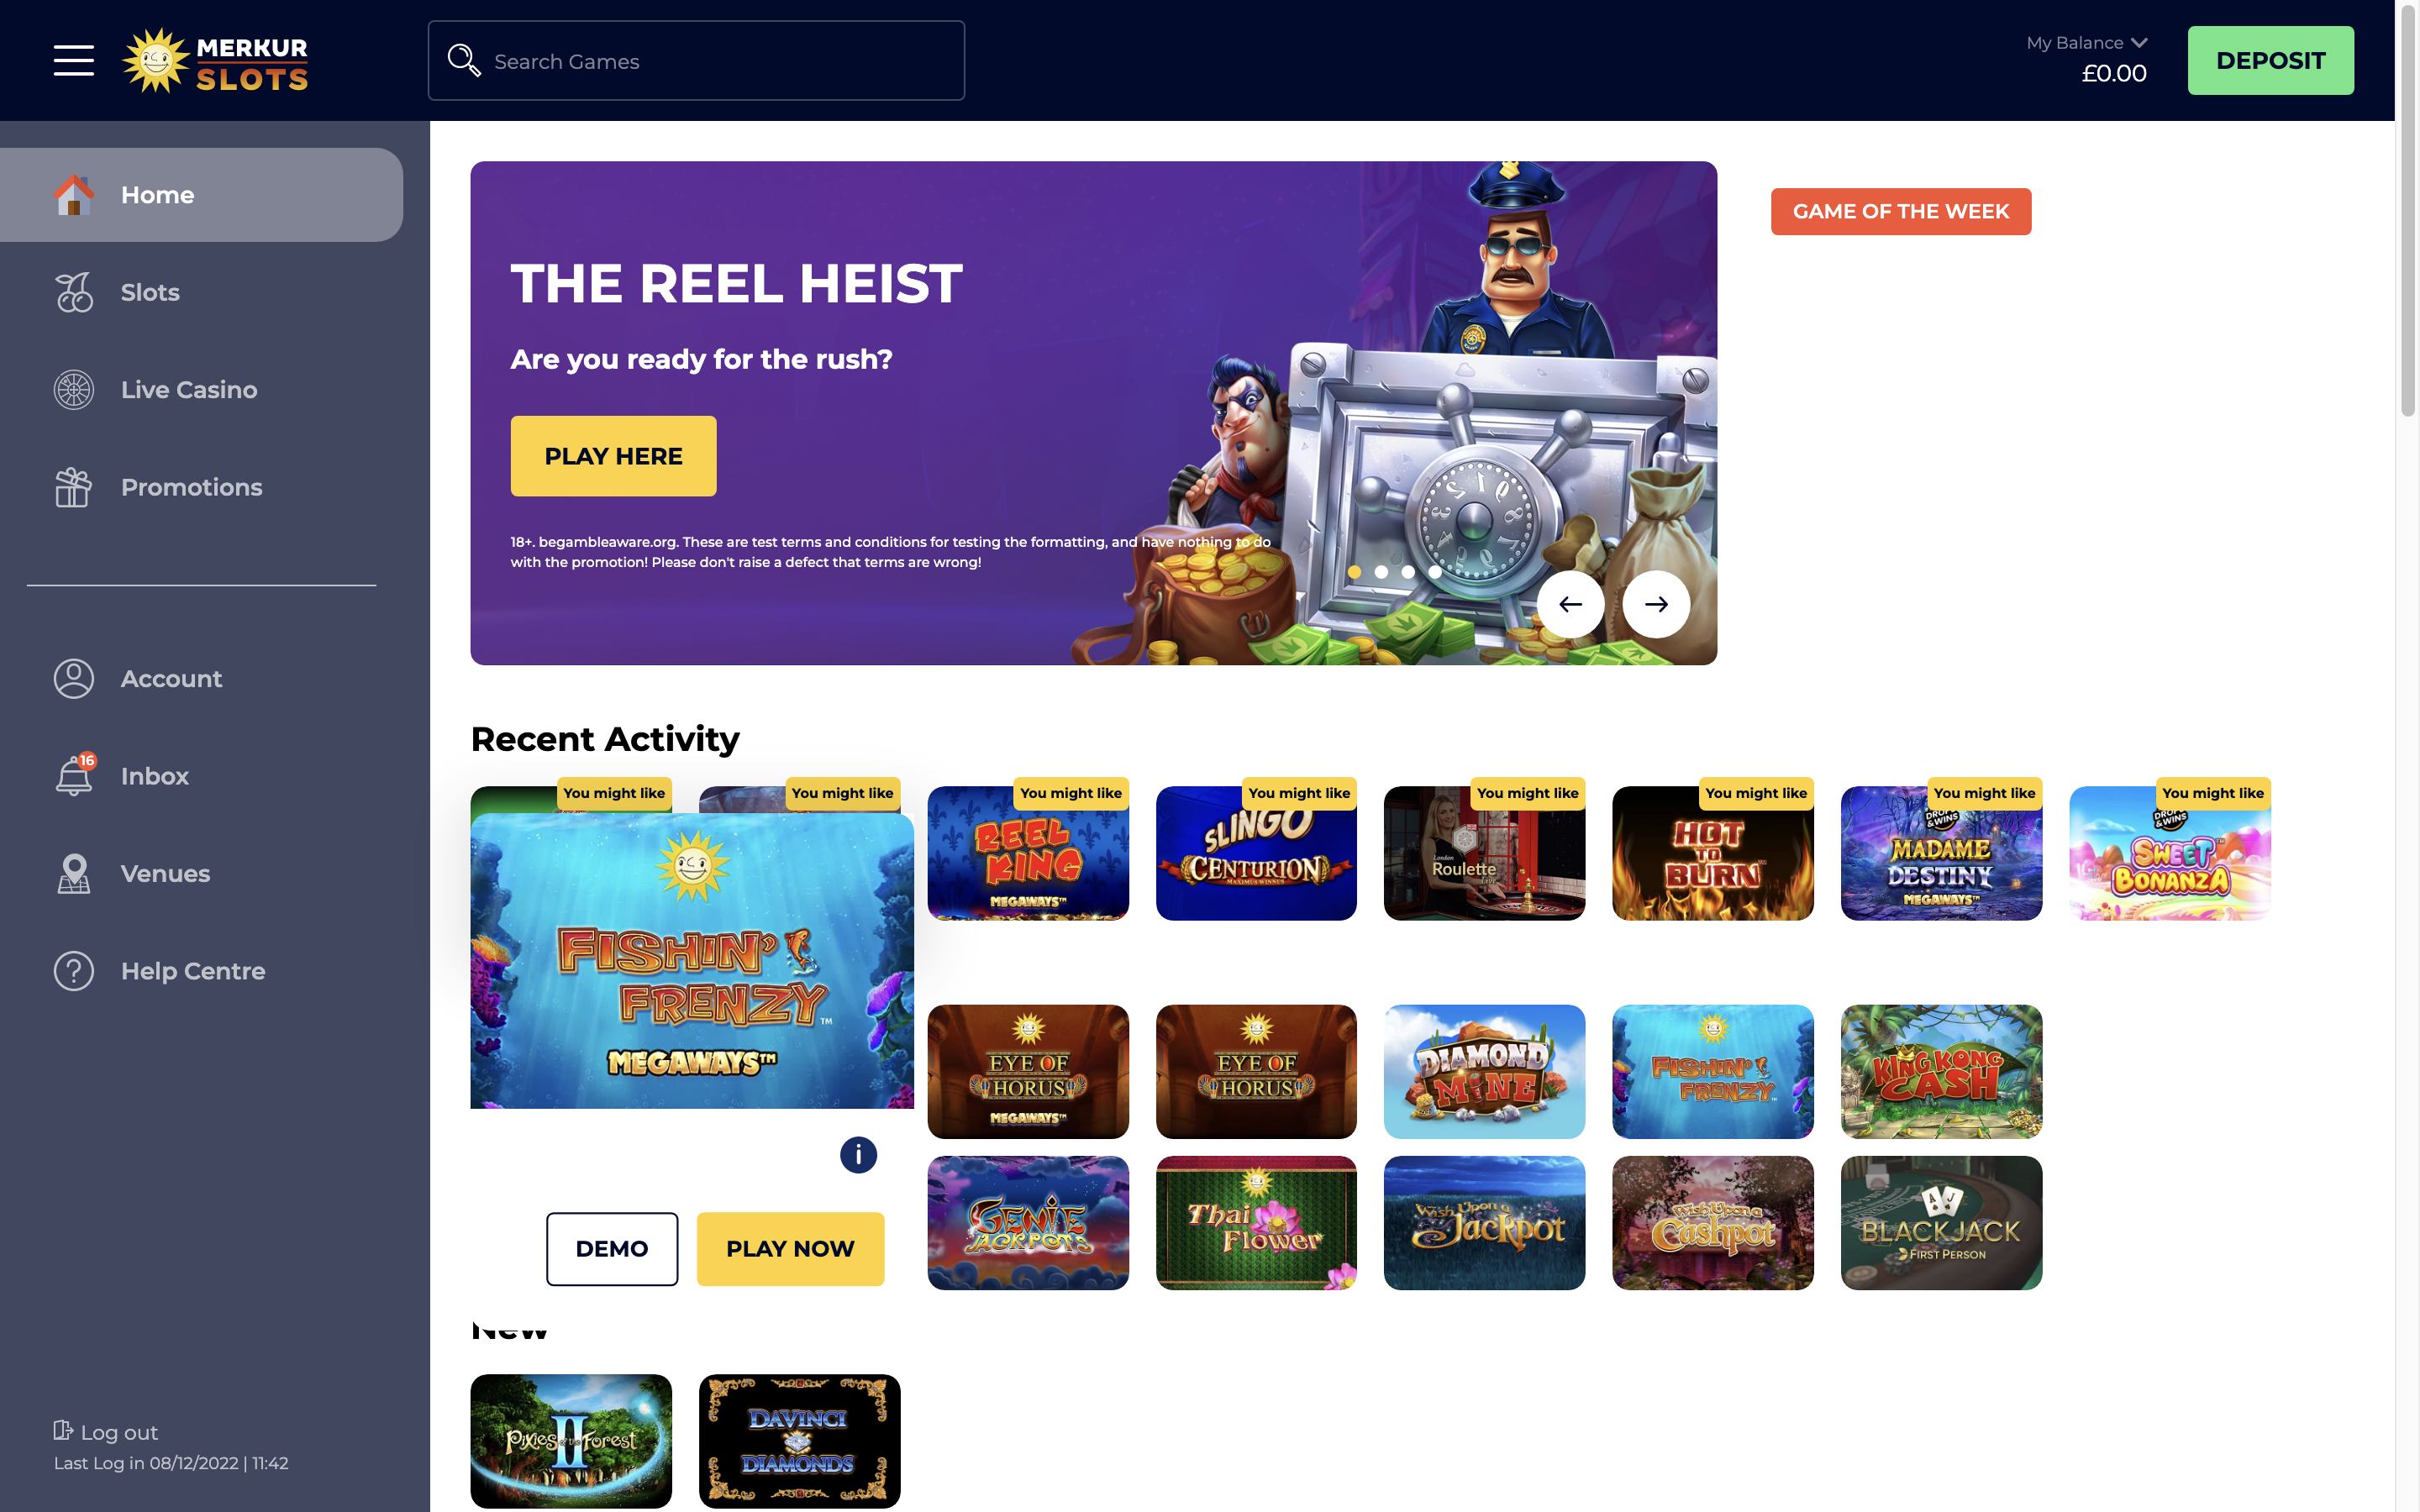 MERKUR
SLOTS
Search Games
My Balance
£0.00
DEPOSIT
Home
Slots
Live Casino
Promotions
Account
16
Inbox
Venues
Help Centre
Log out
Last Log in 08/12/2022 | 11:42
THE REEL HEIST
Are you ready for the rush?
PLAY HERE
18+. begambleaware.org. These are test terms and conditions for testing the formatting, and have nothing to do
with the promotion! Please don't raise a defect that terms are wrong!
GAME OF THE WEEK
Recent Activity
You might like
You might like
You might like
You might like
You might like
You might like
You might like
You might like
REEL
KING
MEGAWAYS™
SLINGO
CENTURION
MAXIMUS WINNUS
London
Roulette
Live
HOT
TO
BURN
DROPS
&WINS
MADAME
DESTINY
MEGAWAYS™
DROPS
&WINS
SWEET
BONANZA
FISHIN'
FRENZY™
MEGAWAYS™
i
DEMO
PLAY NOW
EYE OF
HORUS
MEGAWAYS™
EYE OF
HORUS
DIAMOND
MINE
FISHIN'
FRENZY
KING KONG
CASH
GENIE
JACKPOTS
Thai
Flower
Wish Upon a
Jackpot
Wish Upon a
Cashpot
A J
BLACKJACK
FIRST PERSON
New
Pixies of the Forest
II
DAVINCI
DIAMONDS